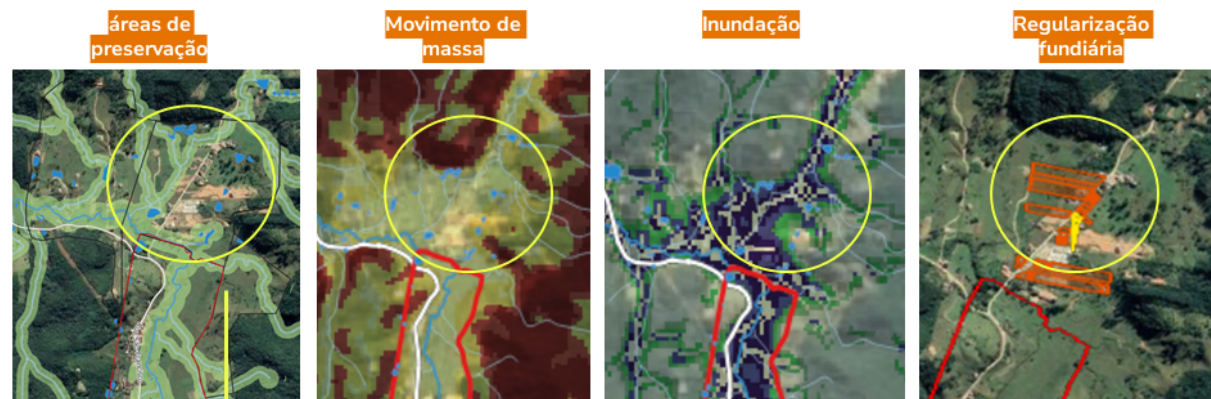 áreas de
preservação
Movimento de
massa
Inundação
Regularização
fundiária